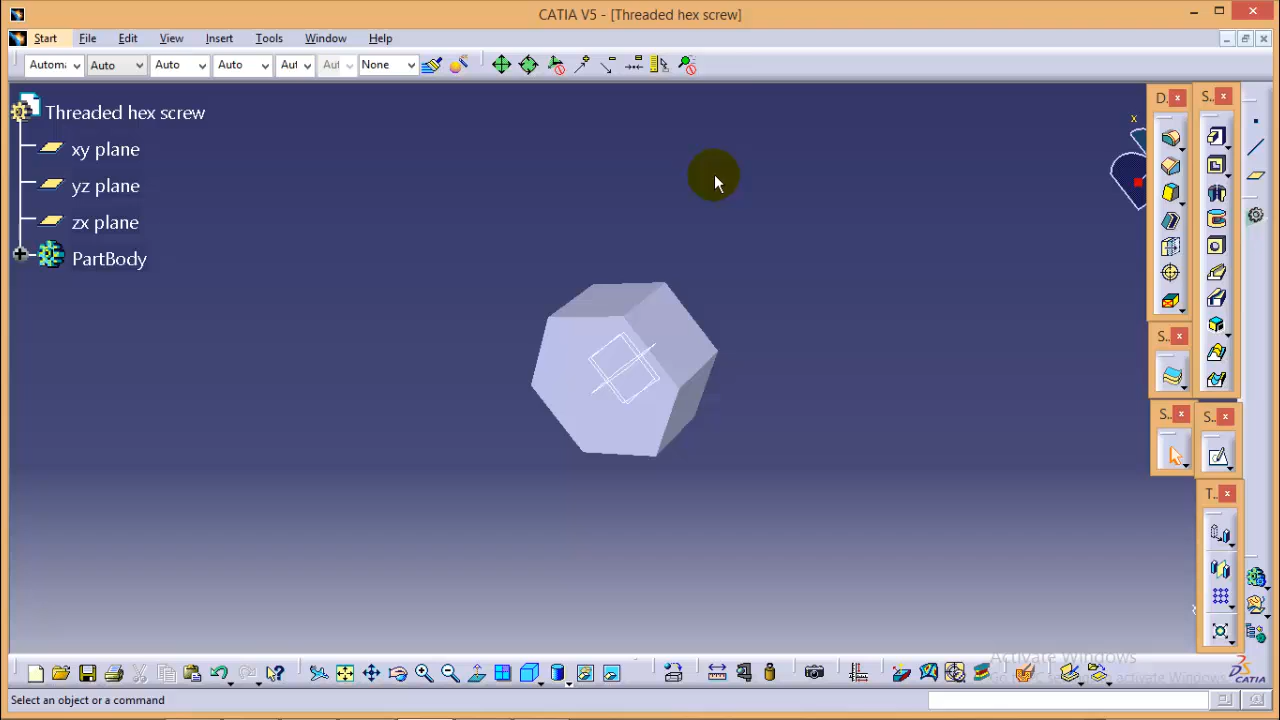 CATIA V5 - [Threaded hex screw]
Start File Edit View Insert Tools Window Help
Automa Auto Auto Auto Aut Aut None
Threaded hex screw
xy plane
yz plane
zx plane
PartBody
D.. S..
S..
S.. S..
T..
x
Activate Windows
CATIA
Select an object or a command